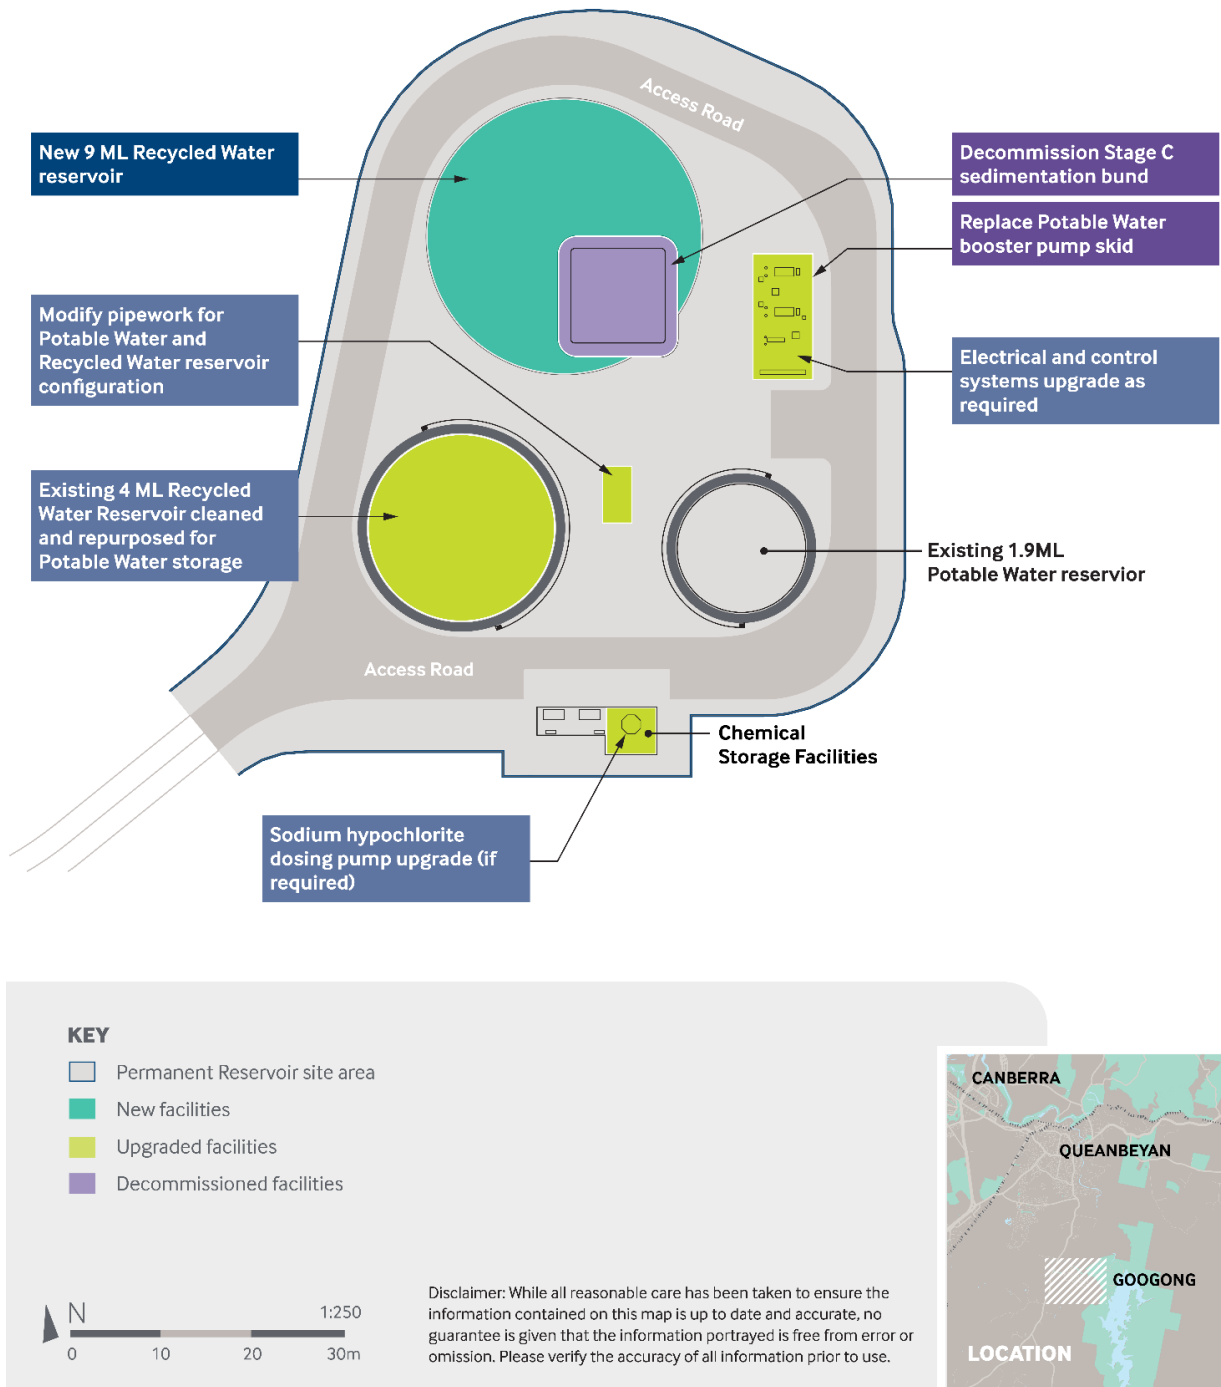 Access Road
New 9 ML Recycled Water
reservoir
Decommission Stage C
sedimentation bund
Replace Potable Water
booster pump skid
Modify pipework for
Potable Water and
Recycled Water reservoir
configuration
Electrical and control
systems upgrade as
required
Existing 4 ML Recycled
Water Reservoir cleaned
and repurposed for
Potable Water storage
Existing 1.9ML
Potable Water reservior
Access Road
Chemical
Storage Facilities
Sodium hypochlorite
dosing pump upgrade (if
required)
KEY
Permanent Reservoir site area
New facilities
Upgraded facilities
Decommissioned facilities
N
1:250
0 10 20 30m
Disclaimer: While all reasonable care has been taken to ensure the
information contained on this map is up to date and accurate, no
guarantee is given that the information portrayed is free from error or
omission. Please verify the accuracy of all information prior to use.
CANBERRA
QUEANBEYAN
GOOGONG
LOCATION